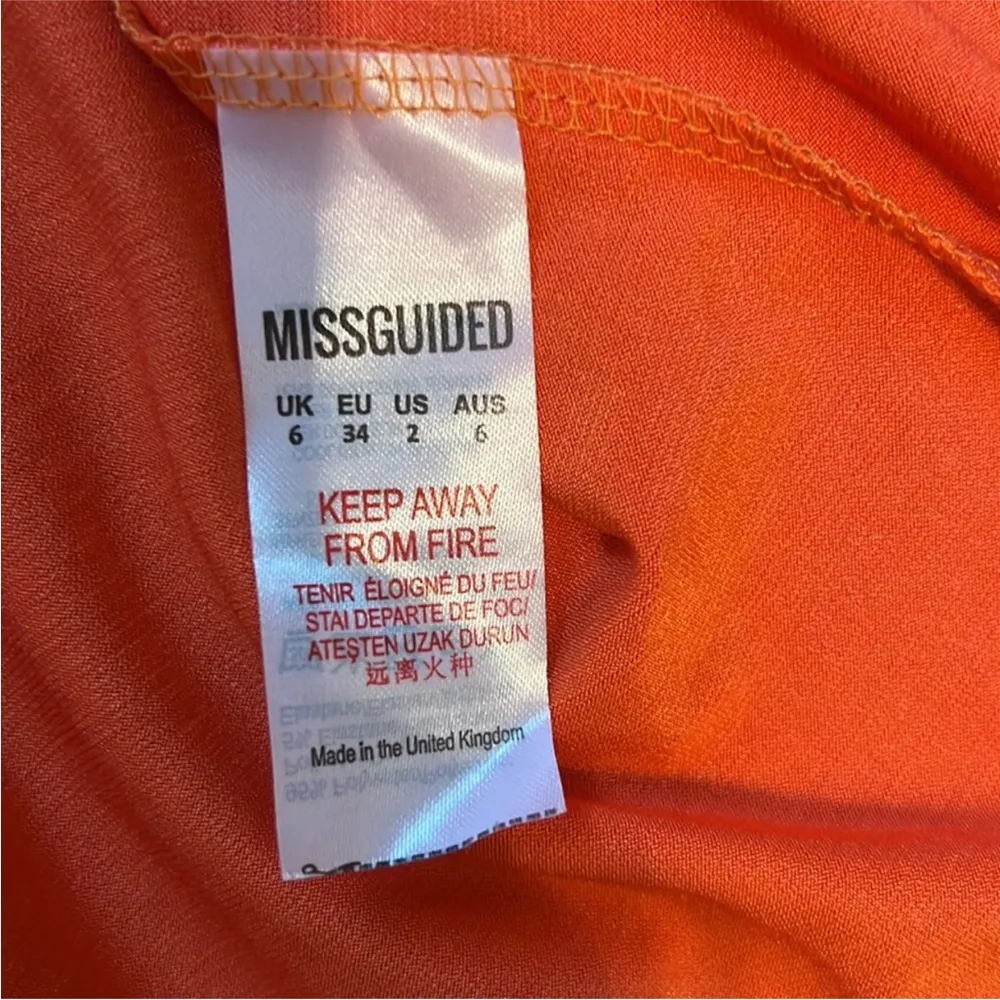 MISSGUIDED
UK EU US AUS
6 34 2 6
KEEP AWAY
FROM FIRE
TENIR ÉLOIGNÉ DU FEU/
STAI DEPARTE DE FOC/
ATEŞTEN UZAK DURUN
远离火种
Made in the United Kingdom